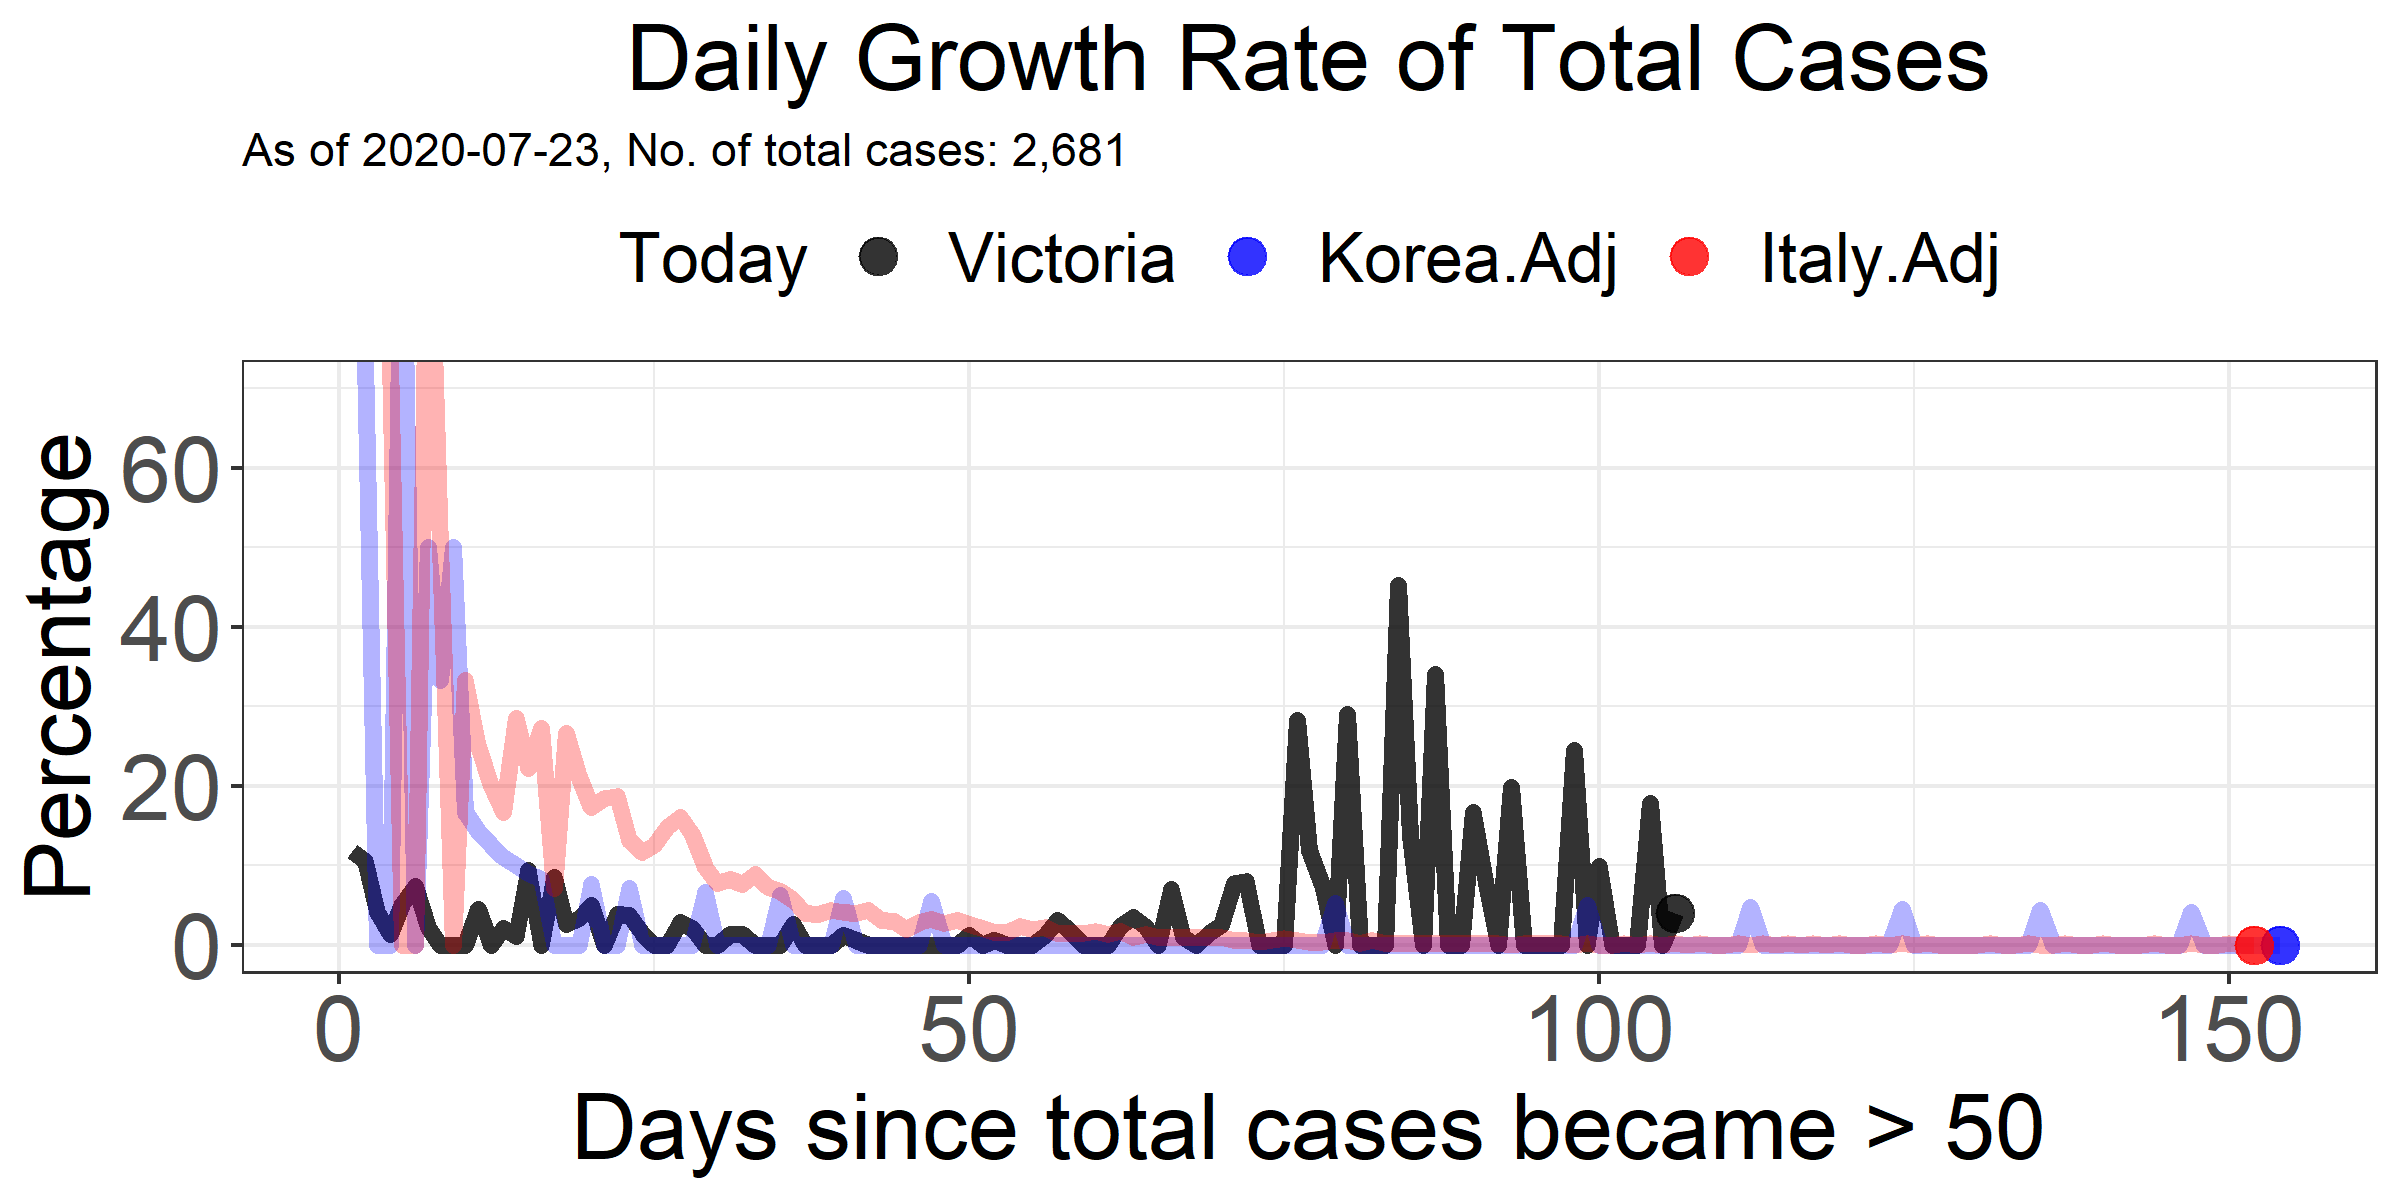 Daily Growth Rate of Total Cases
As of 2020-07-23, No. of total cases: 2,681
Today Victoria Korea.Adj Italy.Adj
Percentage
60
40
20
0
0 50 100 150
Days since total cases became > 50